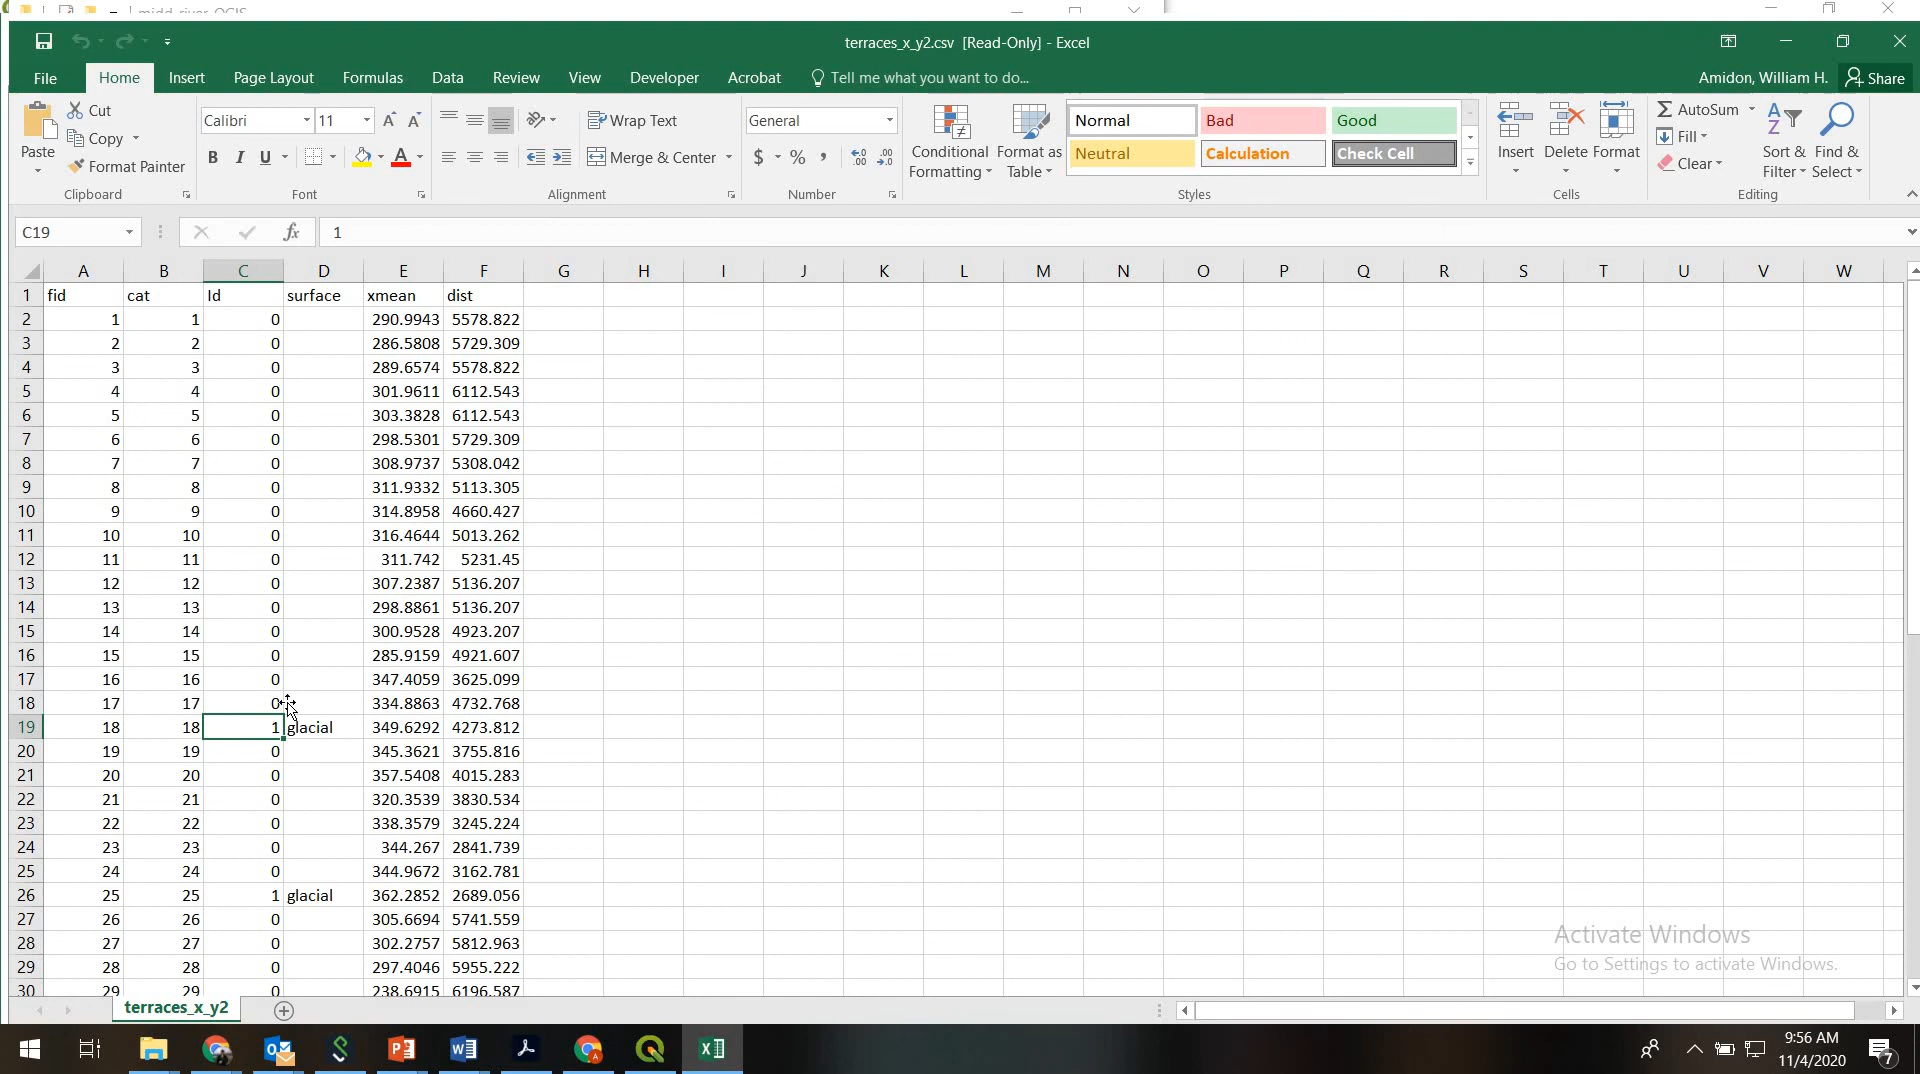 midd_river_QGIS
terraces_x_y2.csv [Read-Only] - Excel
File Home Insert Page Layout Formulas Data Review View Developer Acrobat Tell me what you want to do... Amidon, William H. Share
Paste
Cut
Copy
Format Painter
Clipboard
Calibri 11
B I U A
Font
Wrap Text
Merge & Center
Alignment
General
$ % ,
Number
Conditional Formatting
Format as Table
Normal Bad Good
Neutral Calculation Check Cell
Styles
Insert Delete Format
Cells
AutoSum
Fill
Clear
Sort & Filter
Find & Select
Editing
C19 fx 1
A B C D E F G H I J K L M N O P Q R S T U V W
1 fid cat Id surface xmean dist
2 1 1 0 290.9943 5578.822
3 2 2 0 286.5808 5729.309
4 3 3 0 289.6574 5578.822
5 4 4 0 301.9611 6112.543
6 5 5 0 303.3828 6112.543
7 6 6 0 298.5301 5729.309
8 7 7 0 308.9737 5308.042
9 8 8 0 311.9332 5113.305
10 9 9 0 314.8958 4660.427
11 10 10 0 316.4644 5013.262
12 11 11 0 311.742 5231.45
13 12 12 0 307.2387 5136.207
14 13 13 0 298.8861 5136.207
15 14 14 0 300.9528 4923.207
16 15 15 0 285.9159 4921.607
17 16 16 0 347.4059 3625.099
18 17 17 0 334.8863 4732.768
19 18 18 1 glacial 349.6292 4273.812
20 19 19 0 345.3621 3755.816
21 20 20 0 357.5408 4015.283
22 21 21 0 320.3539 3830.534
23 22 22 0 338.3579 3245.224
24 23 23 0 344.267 2841.739
25 24 24 0 344.9672 3162.781
26 25 25 1 glacial 362.2852 2689.056
27 26 26 0 305.6694 5741.559
28 27 27 0 302.2757 5812.963
29 28 28 0 297.4046 5955.222
30 29 29 0 238.6915 6196.587
Activate Windows
Go to Settings to activate Windows.
terraces_x_y2
9:56 AM
11/4/2020
7